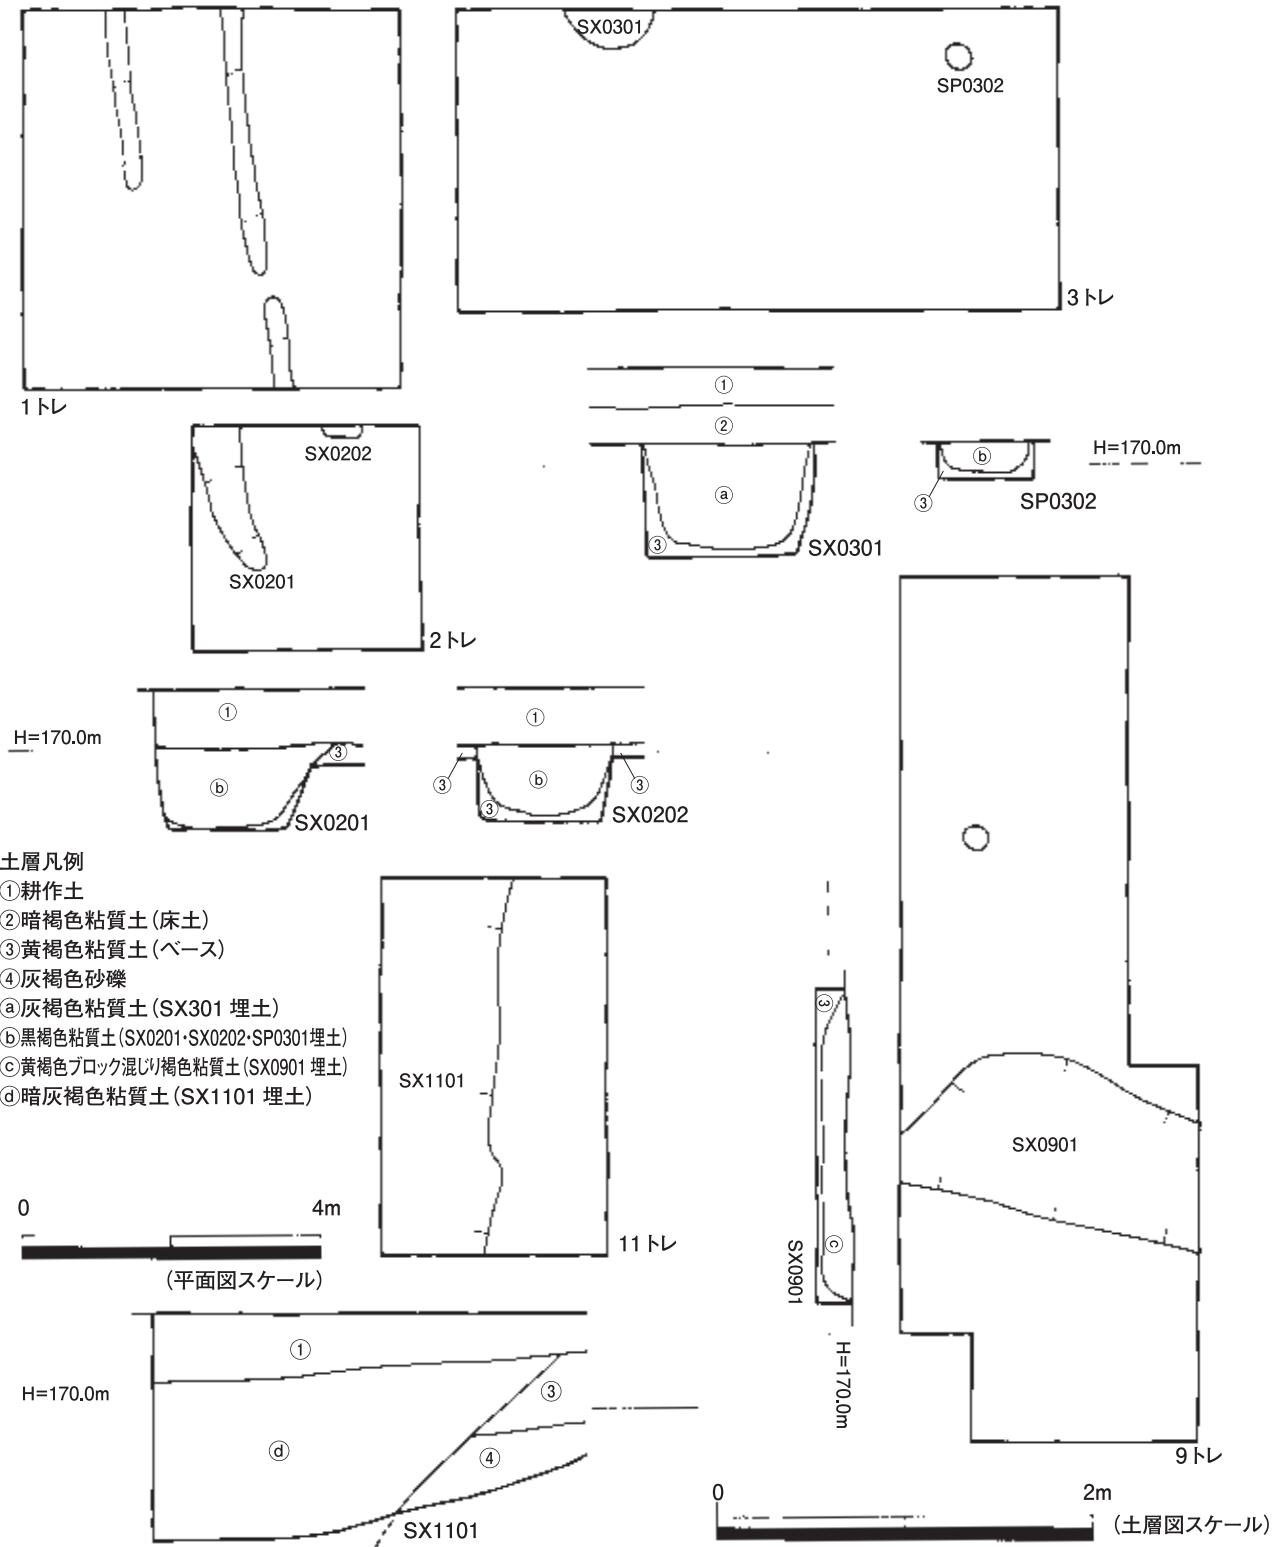 SX0301
SP0302
3トレ
1トレ
SX0202
SX0201
2トレ
①
②
ⓐ
③
SX0301
ⓑ
③
SP0302
H=170.0m
H=170.0m
①
ⓑ
③
SX0201
①
③
ⓑ
③
③
SX0202
土層凡例
①耕作土
②暗褐色粘質土(床土)
③黄褐色粘質土(ベース)
④灰褐色砂礫
ⓐ灰褐色粘質土(SX301 埋土)
ⓑ黒褐色粘質土(SX0201・SX0202・SP0301埋土)
ⓒ黄褐色ブロック混じり褐色粘質土(SX0901 埋土)
ⓓ暗灰褐色粘質土(SX1101 埋土)
SX1101
11トレ
③
ⓒ
SX0901
H=170.0m
SX0901
9トレ
0 4m
(平面図スケール)
H=170.0m
①
③
ⓓ
④
SX1101
0 2m
(土層図スケール)